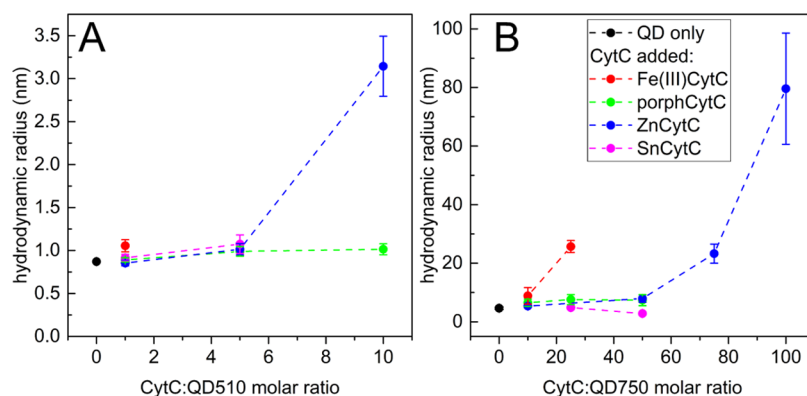 A
3.5
3.0
2.5
2.0
1.5
1.0
0.5
0.0
hydrodynamic radius (nm)
0 2 4 6 8 10
CytC:QD510 molar ratio
B
100
80
60
40
20
0
hydrodynamic radius (nm)
0 20 40 60 80 100
CytC:QD750 molar ratio
QD only
CytC added:
Fe(III)CytC
porphCytC
ZnCytC
SnCytC